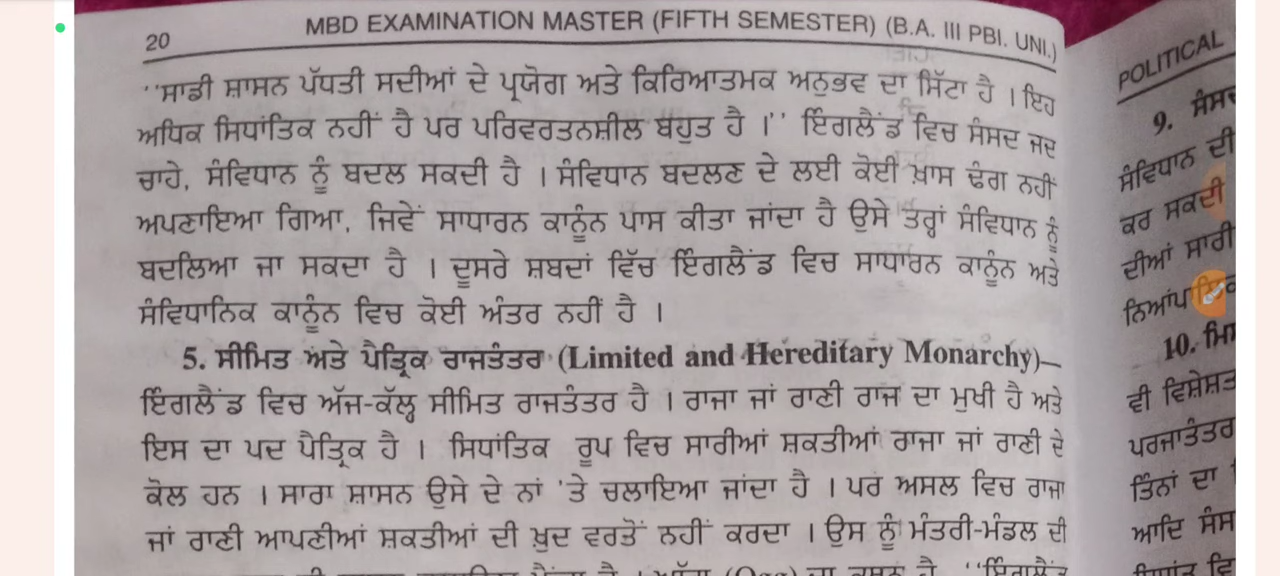 20
MBD EXAMINATION MASTER (FIFTH SEMESTER) (B.A. III PBI. UNI.)
''ਸਾਡੀ ਸ਼ਾਸਨ ਪੱਧਤੀ ਸਦੀਆਂ ਦੇ ਪ੍ਰਯੋਗ ਅਤੇ ਕਿਰਿਆਤਮਕ ਅਨੁਭਵ ਦਾ ਸਿੱਟਾ ਹੈ । ਇਹ
ਅਧਿਕ ਸਿਧਾਂਤਿਕ ਨਹੀਂ ਹੈ ਪਰ ਪਰਿਵਰਤਨਸ਼ੀਲ ਬਹੁਤ ਹੈ ।'' ਇੰਗਲੈਂਡ ਵਿਚ ਸੰਸਦ ਜਦ
ਚਾਹੇ, ਸੰਵਿਧਾਨ ਨੂੰ ਬਦਲ ਸਕਦੀ ਹੈ । ਸੰਵਿਧਾਨ ਬਦਲਣ ਦੇ ਲਈ ਕੋਈ ਖ਼ਾਸ ਢੰਗ ਨਹੀਂ
ਅਪਣਾਇਆ ਗਿਆ, ਜਿਵੇਂ ਸਾਧਾਰਨ ਕਾਨੂੰਨ ਪਾਸ ਕੀਤਾ ਜਾਂਦਾ ਹੈ ਉਸੇ ਤਰ੍ਹਾਂ ਸੰਵਿਧਾਨ ਨੂੰ
ਬਦਲਿਆ ਜਾ ਸਕਦਾ ਹੈ । ਦੂਸਰੇ ਸ਼ਬਦਾਂ ਵਿੱਚ ਇੰਗਲੈਂਡ ਵਿਚ ਸਾਧਾਰਨ ਕਾਨੂੰਨ ਅਤੇ
ਸੰਵਿਧਾਨਿਕ ਕਾਨੂੰਨ ਵਿਚ ਕੋਈ ਅੰਤਰ ਨਹੀਂ ਹੈ ।
5. ਸੀਮਿਤ ਅਤੇ ਪੈਤ੍ਰਿਕ ਰਾਜਤੰਤਰ (Limited and Hereditary Monarchy)—
ਇੰਗਲੈਂਡ ਵਿਚ ਅੱਜ-ਕੱਲ੍ਹ ਸੀਮਿਤ ਰਾਜਤੰਤਰ ਹੈ । ਰਾਜਾ ਜਾਂ ਰਾਣੀ ਰਾਜ ਦਾ ਮੁਖੀ ਹੈ ਅਤੇ
ਇਸ ਦਾ ਪਦ ਪੈਤ੍ਰਿਕ ਹੈ । ਸਿਧਾਂਤਿਕ ਰੂਪ ਵਿਚ ਸਾਰੀਆਂ ਸ਼ਕਤੀਆਂ ਰਾਜਾ ਜਾਂ ਰਾਣੀ ਦੇ
ਕੋਲ ਹਨ । ਸਾਰਾ ਸ਼ਾਸਨ ਉਸੇ ਦੇ ਨਾਂ 'ਤੇ ਚਲਾਇਆ ਜਾਂਦਾ ਹੈ । ਪਰ ਅਸਲ ਵਿਚ ਰਾਜਾ
ਜਾਂ ਰਾਣੀ ਆਪਣੀਆਂ ਸ਼ਕਤੀਆਂ ਦੀ ਖ਼ੁਦ ਵਰਤੋਂ ਨਹੀਂ ਕਰਦਾ । ਉਸ ਨੂੰ ਮੰਤਰੀ-ਮੰਡਲ ਦੀ
POLITICAL
9. ਸੰਸਦ
ਸੰਵਿਧਾਨ ਦੀ
ਕਰ ਸਕਦੀ
ਦੀਆਂ ਸਾਰੀ
10.
ਵੀ ਵਿਸ਼ੇਸ਼ਤ
ਪਰਜਾਤੰਤਰ
ਤਿੰਨਾਂ ਦਾ
ਆਦਿ ਸੰਸ